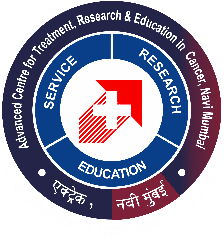 Advanced Centre for Treatment, Research & Education In Cancer, Navi Mumbai
SERVICE
RESEARCH
EDUCATION
एक्ट्रेक, नवी मुंबई